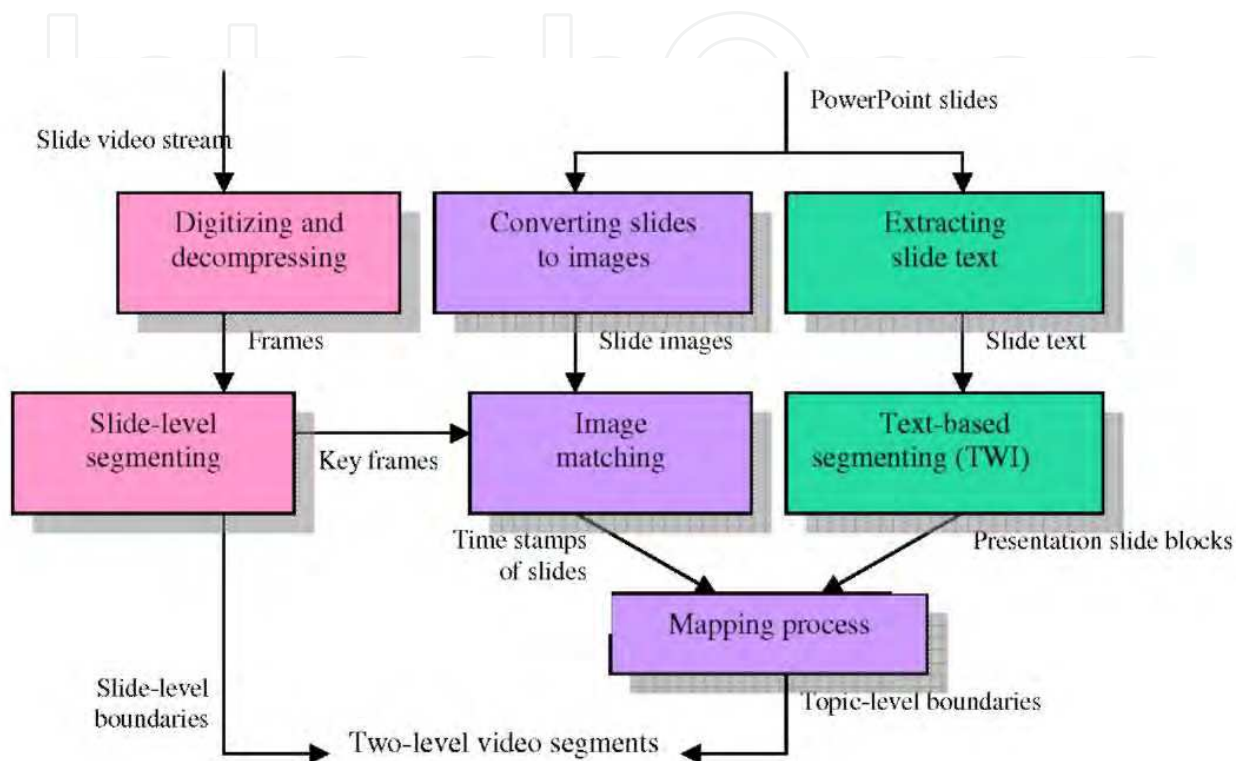 PowerPoint slides
Slide video stream
Digitizing and
decompressing
Converting slides
to images
Extracting
slide text
Frames
Slide images
Slide text
Slide-level
segmenting
Key frames
Image
matching
Text-based
segmenting (TWI)
Time stamps
of slides
Presentation slide blocks
Mapping process
Slide-level
boundaries
Topic-level boundaries
Two-level video segments